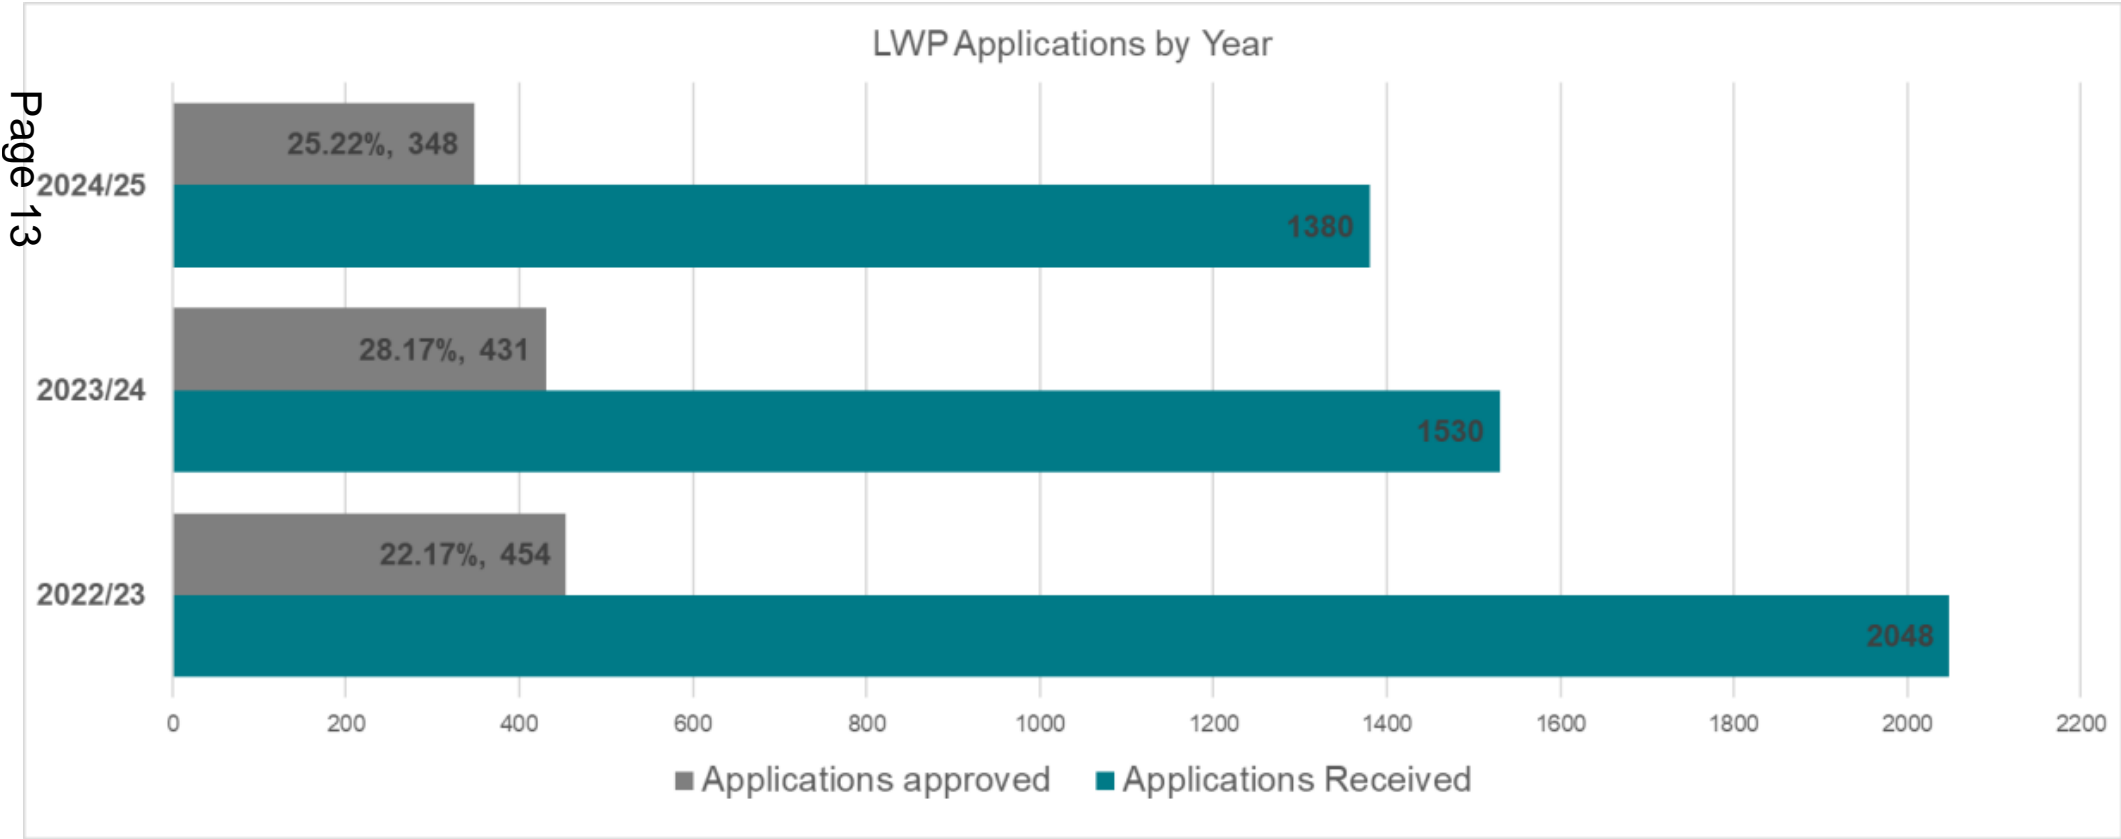 LWP Applications by Year
Page 13
2024/25
25.22%, 348
1380
2023/24
28.17%, 431
1530
2022/23
22.17%, 454
2048
0 200 400 600 800 1000 1200 1400 1600 1800 2000 2200
Applications approved Applications Received